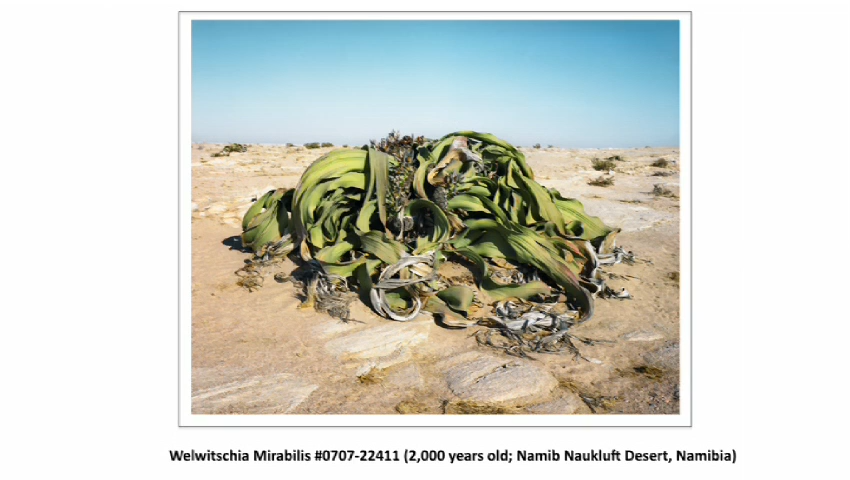 Welwitschia Mirabilis #0707-22411 (2,000 years old; Namib Naukluft Desert, Namibia)